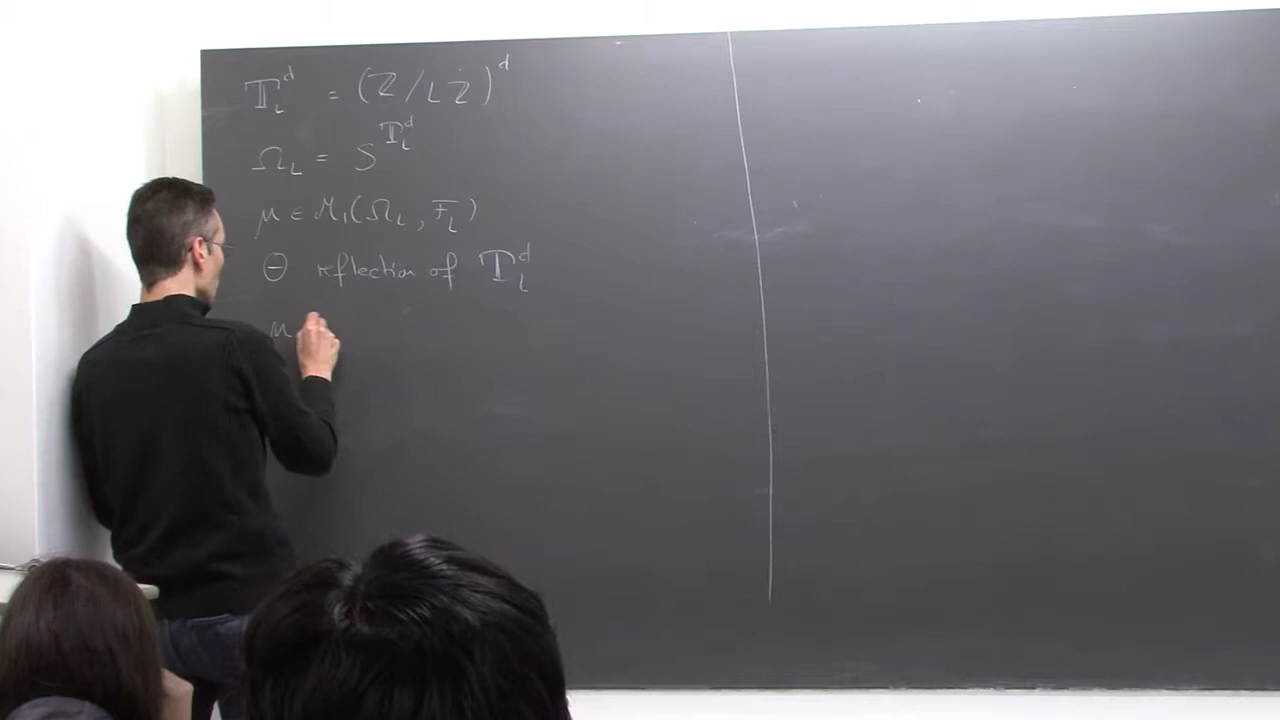 𝕋_L^d = (ℤ/Lℤ)^d
Ω_L = S^{𝕋_L^d}
μ ∈ M_1(Ω_L, F_L)
Θ reflection of 𝕋_L^d
μ